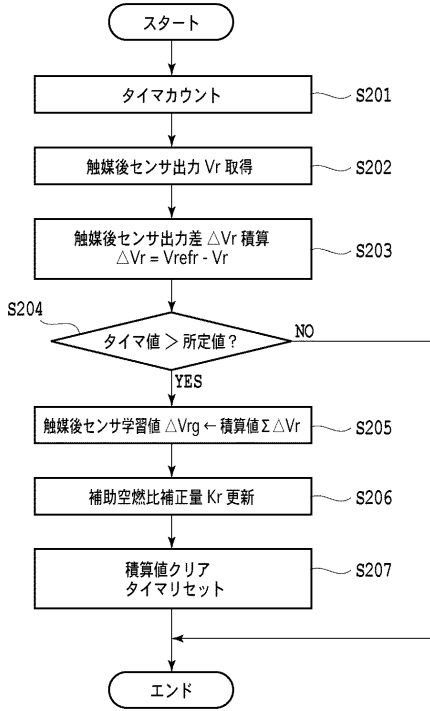 スタート
タイマカウント
S201
触媒後センサ出力 Vr 取得
S202
触媒後センサ出力差 △Vr 積算
△Vr = Vrefr - Vr
S203
S204
タイマ値 ＞ 所定値？
NO
YES
触媒後センサ学習値 △Vrg ← 積算値Σ△Vr
S205
補助空燃比補正量 Kr 更新
S206
積算値クリア
タイマリセット
S207
エンド